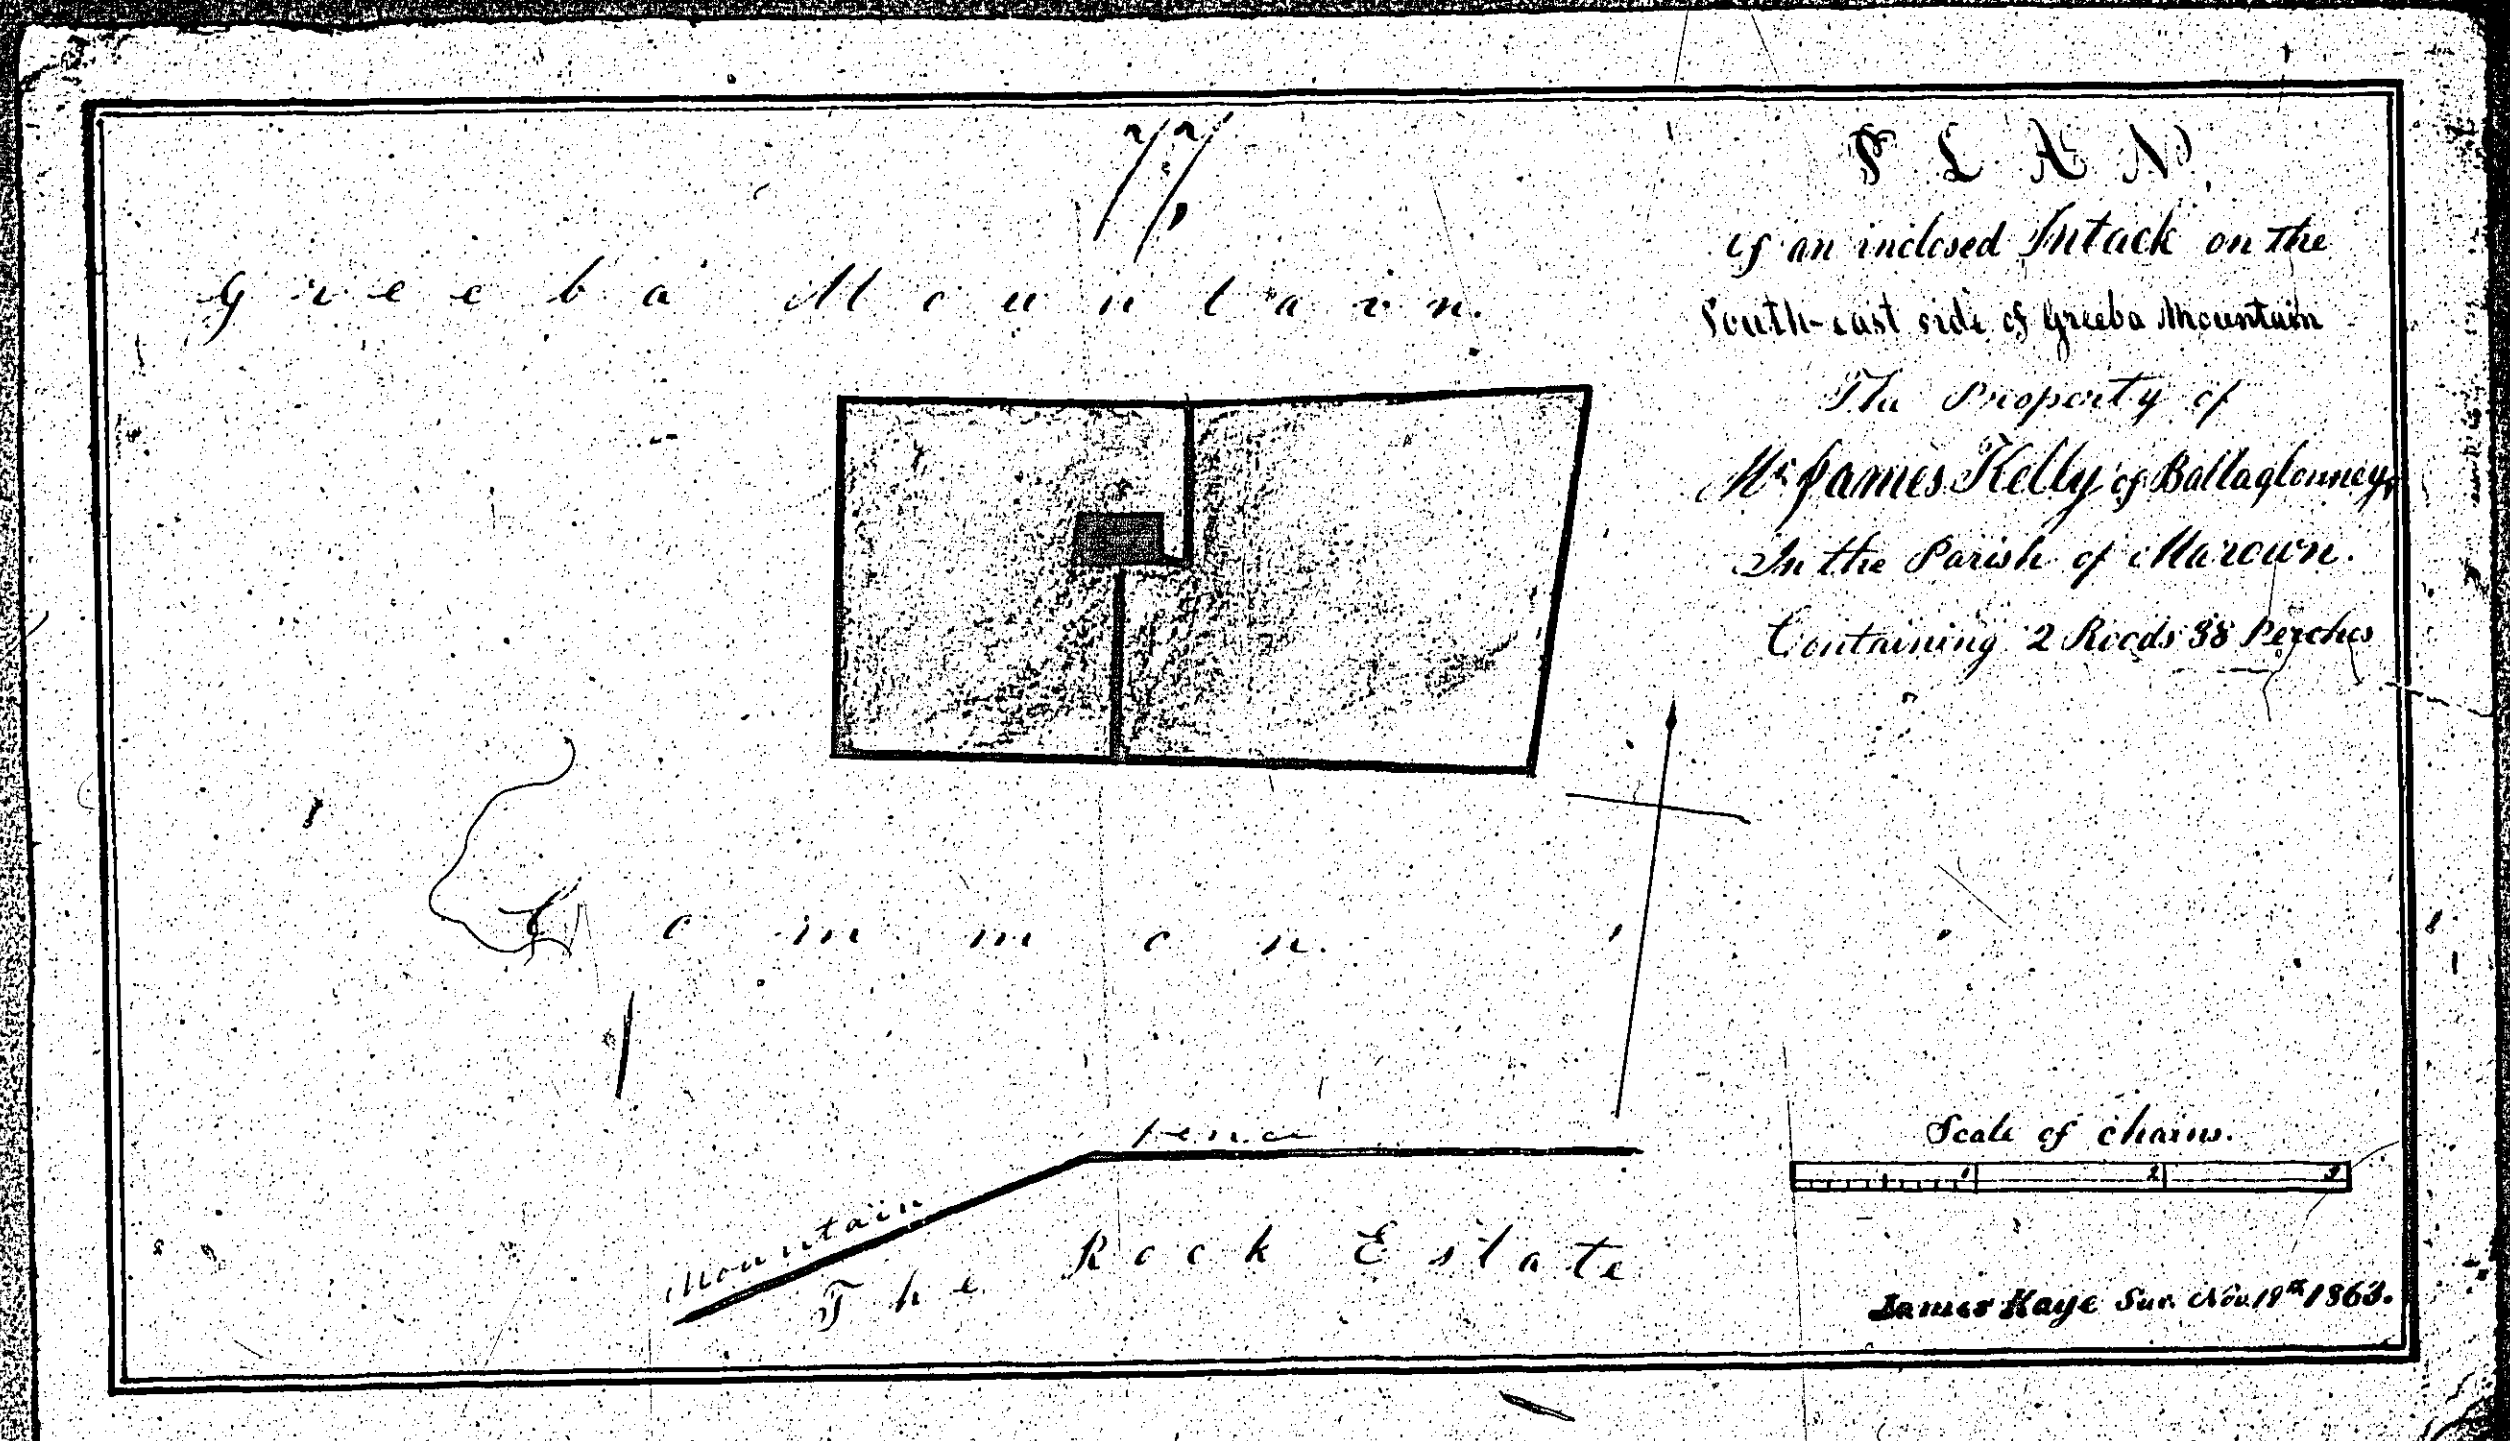 PLAN
of an inclosed Intack on the
South-east side of Greeba Mountain
The Property of
Mr James Kelly of Ballaglonney,
In the Parish of Marown.
Containing 2 Roods 38 Perches
Greeba Mountain.
Common.
Mountain fence
The Rock Estate
Scale of chains.
1 2 3
James Kaye Sur. Nov. 19th 1863.